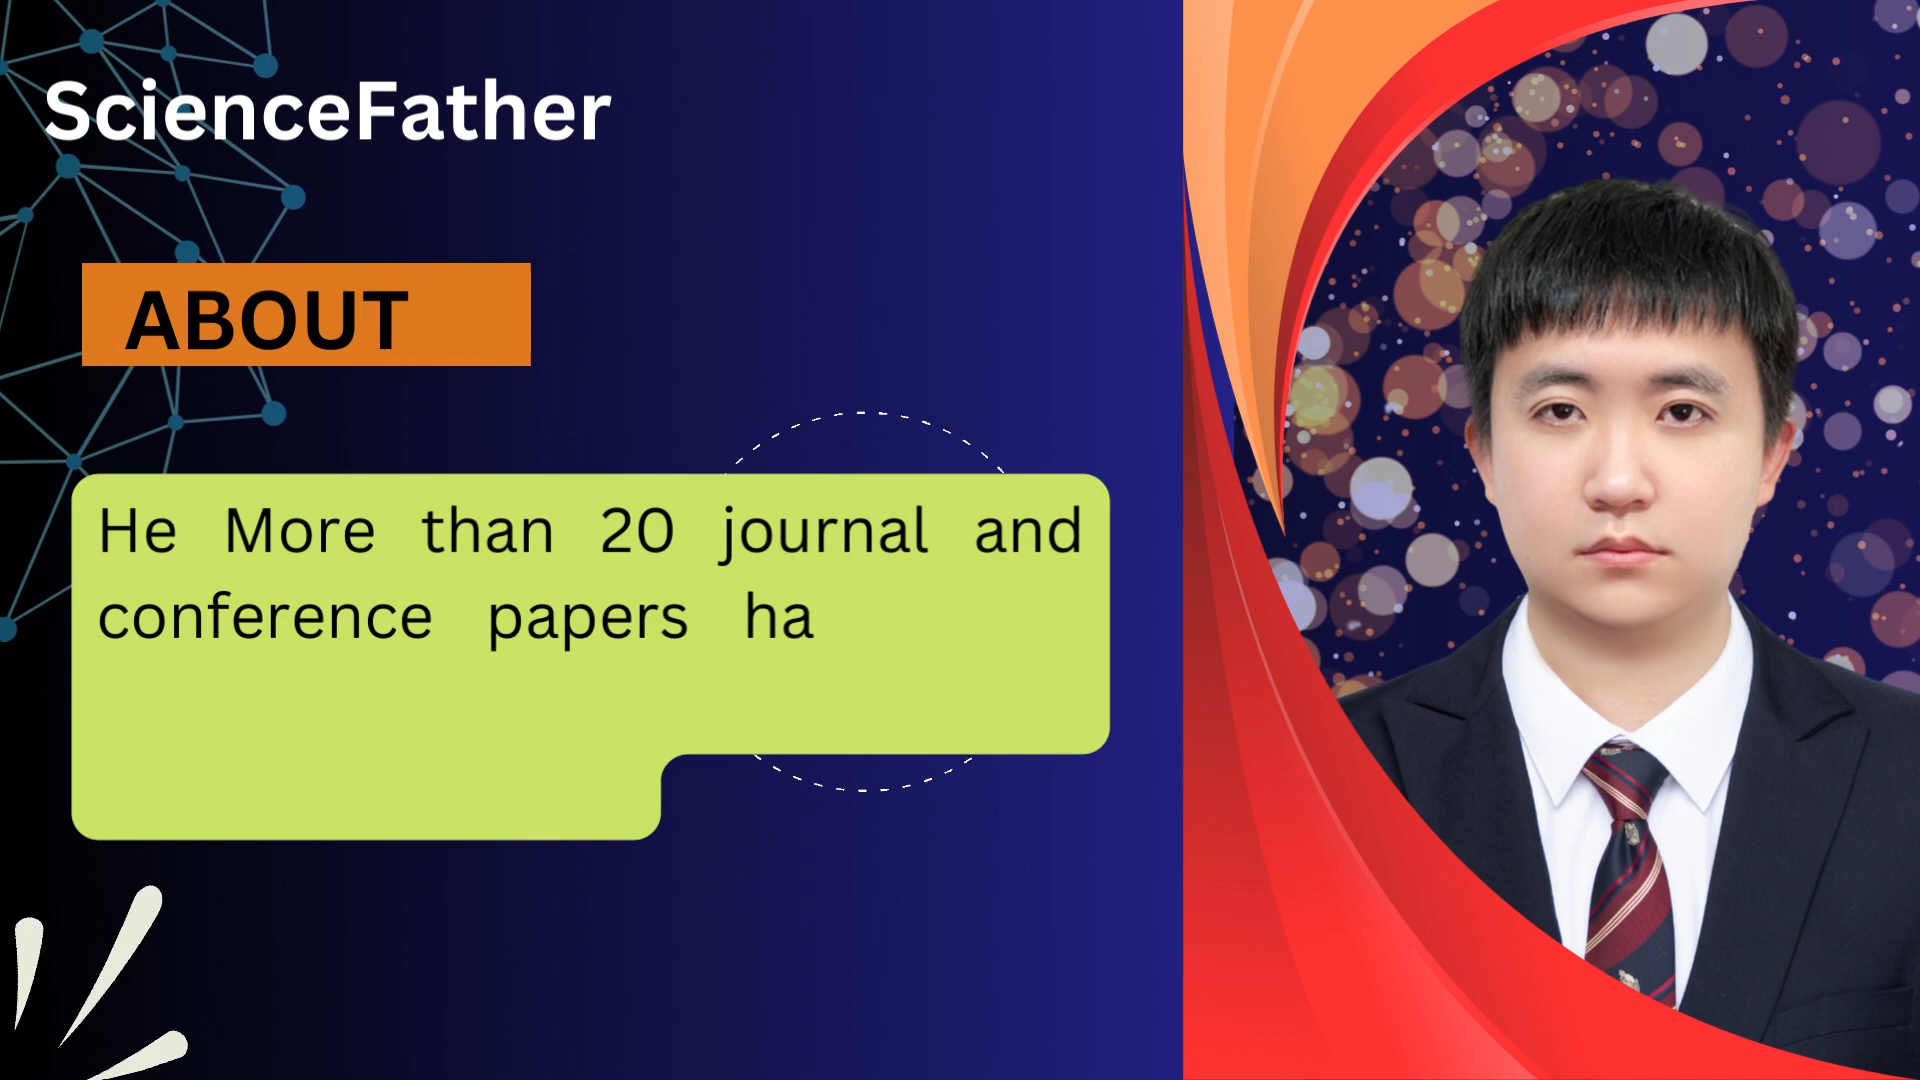 ScienceFather
ABOUT
He More than 20 journal and
conference papers ha